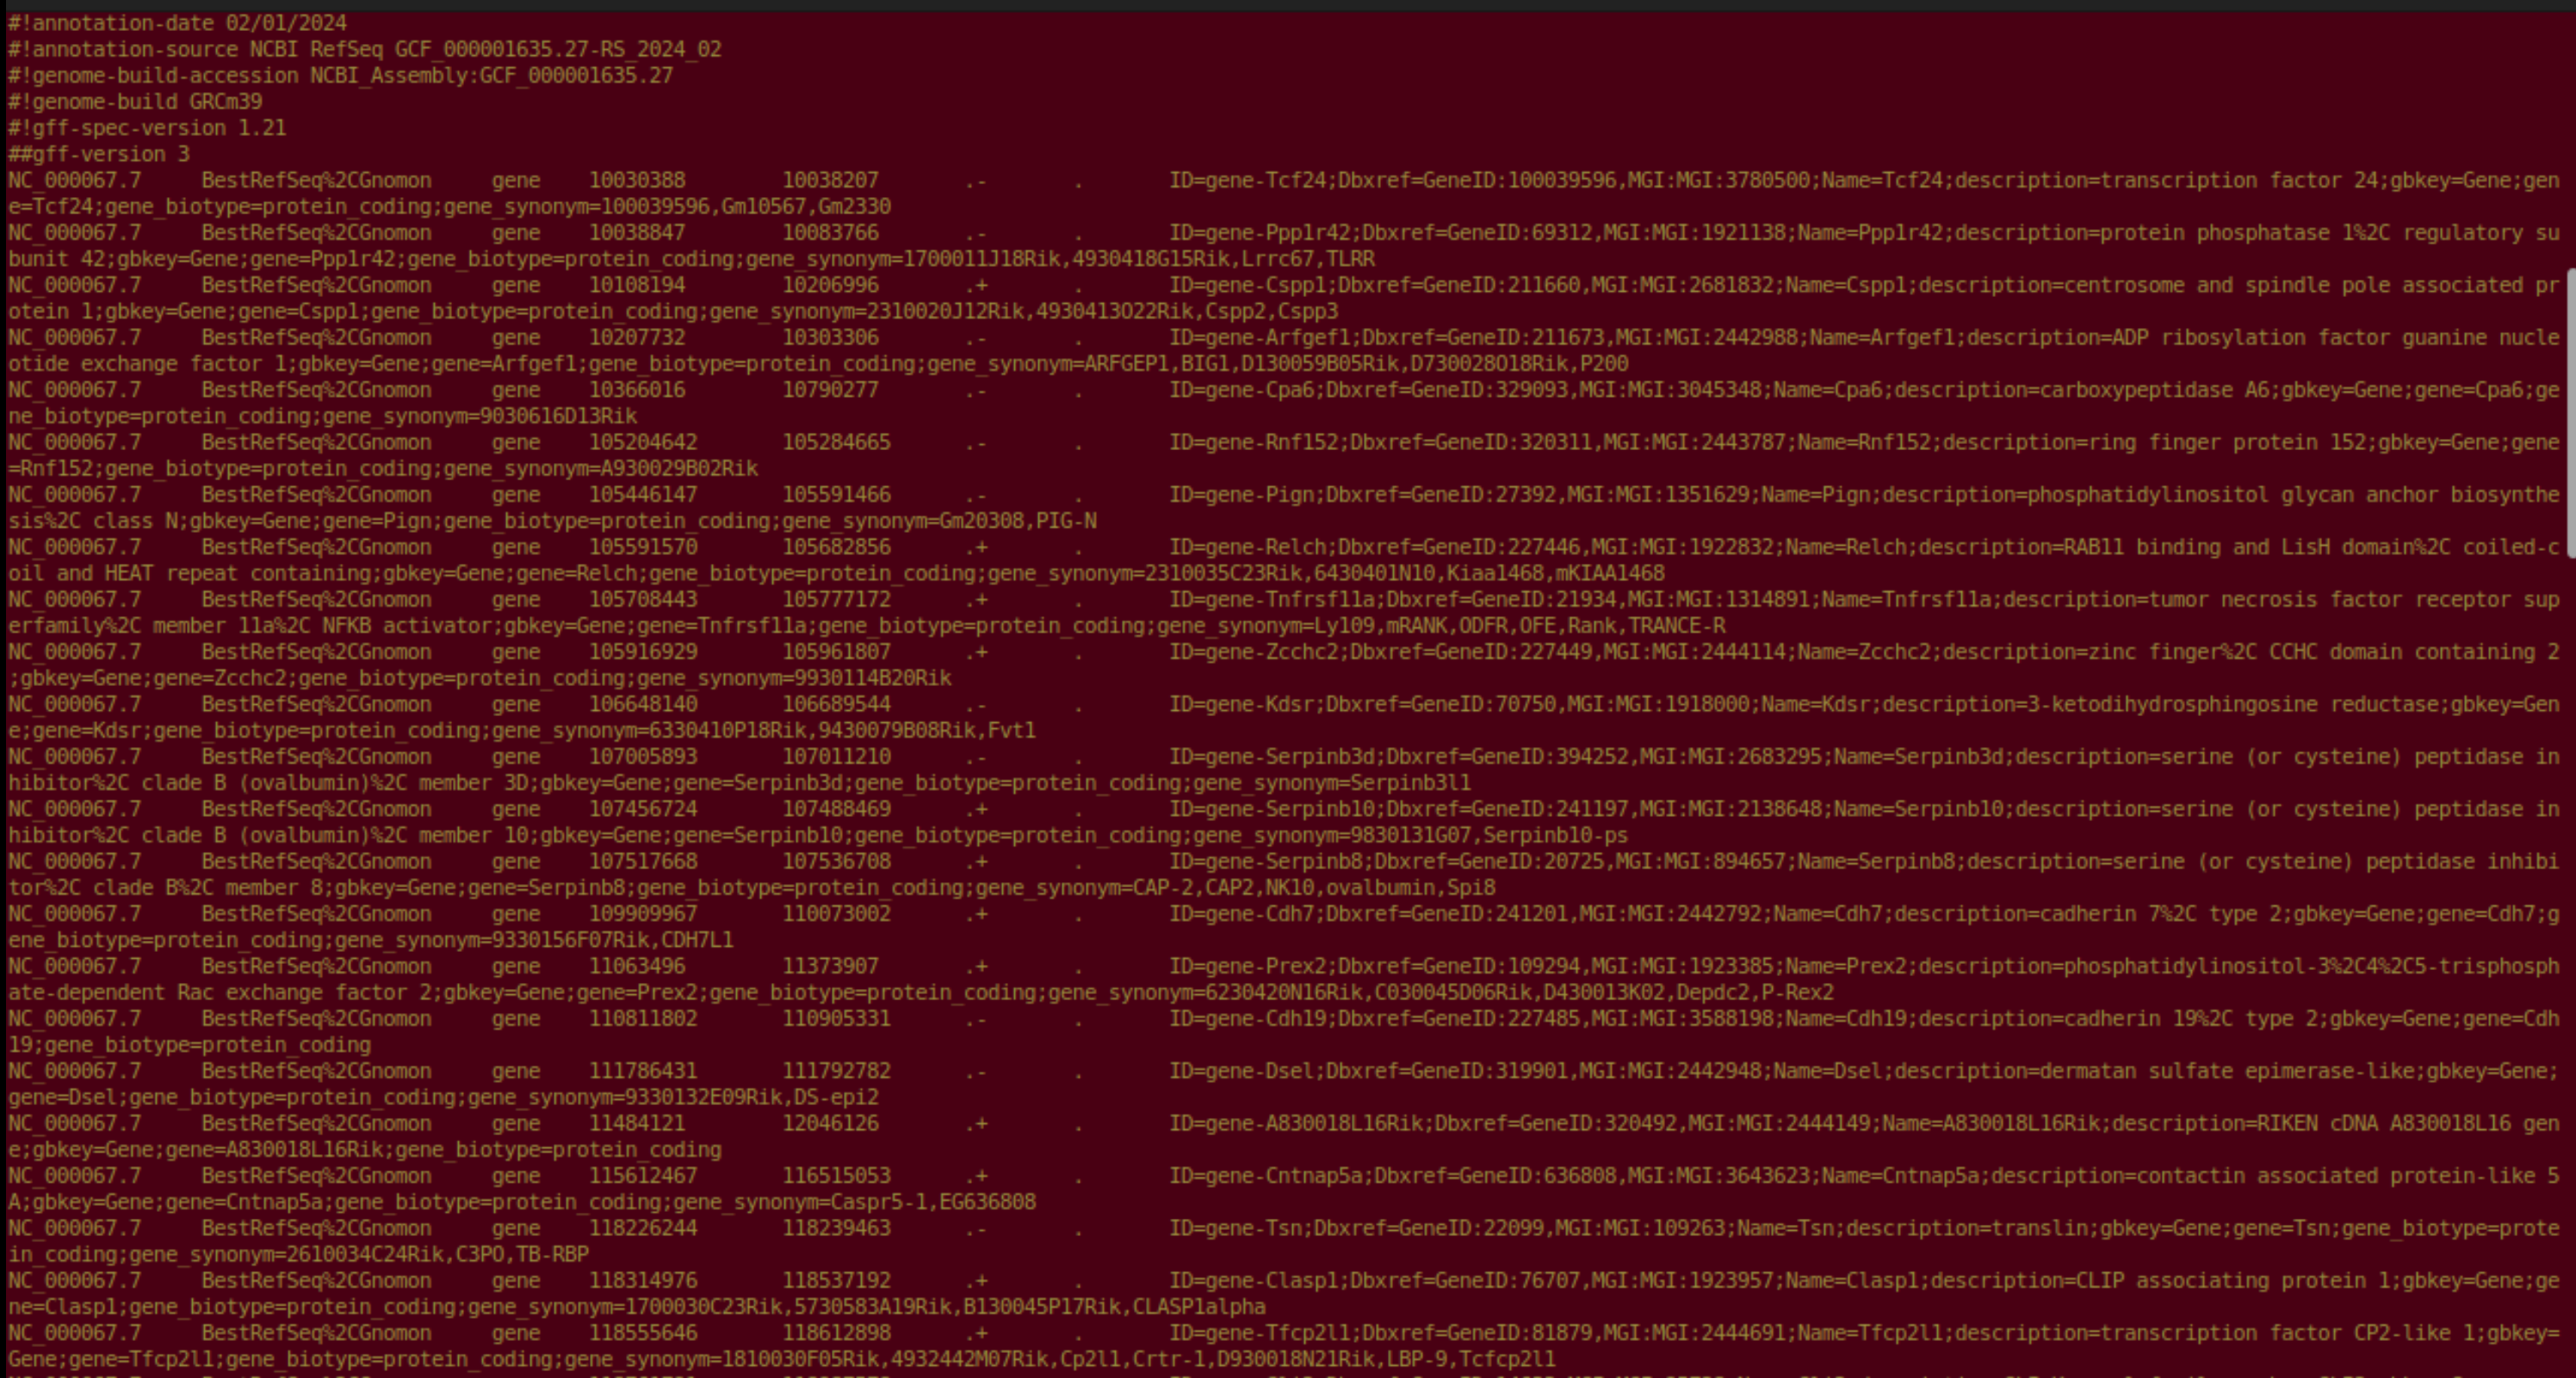 #!annotation-date 02/01/2024
#!annotation-source NCBI RefSeq GCF_000001635.27-RS_2024_02
#!genome-build-accession NCBI_Assembly:GCF_000001635.27
#!genome-build GRCm39
#!gff-spec-version 1.21
##gff-version 3
NC_000067.7 BestRefSeq%2CGnomon gene 10030388 10038207 .- . ID=gene-Tcf24;Dbxref=GeneID:100039596,MGI:MGI:3780500;Name=Tcf24;description=transcription factor 24;gbkey=Gene;gen
e=Tcf24;gene_biotype=protein_coding;gene_synonym=100039596,Gm10567,Gm2330
NC_000067.7 BestRefSeq%2CGnomon gene 10038847 10083766 .- . ID=gene-Ppp1r42;Dbxref=GeneID:69312,MGI:MGI:1921138;Name=Ppp1r42;description=protein phosphatase 1%2C regulatory su
bunit 42;gbkey=Gene;gene=Ppp1r42;gene_biotype=protein_coding;gene_synonym=1700011J18Rik,4930418G15Rik,Lrrc67,TLRR
NC_000067.7 BestRefSeq%2CGnomon gene 10108194 10206996 .+ . ID=gene-Cspp1;Dbxref=GeneID:211660,MGI:MGI:2681832;Name=Cspp1;description=centrosome and spindle pole associated pr
otein 1;gbkey=Gene;gene=Cspp1;gene_biotype=protein_coding;gene_synonym=2310020J12Rik,4930413O22Rik,Cspp2,Cspp3
NC_000067.7 BestRefSeq%2CGnomon gene 10207732 10303306 .- . ID=gene-Arfgef1;Dbxref=GeneID:211673,MGI:MGI:2442988;Name=Arfgef1;description=ADP ribosylation factor guanine nucle
otide exchange factor 1;gbkey=Gene;gene=Arfgef1;gene_biotype=protein_coding;gene_synonym=ARFGEP1,BIG1,D130059B05Rik,D730028O18Rik,P200
NC_000067.7 BestRefSeq%2CGnomon gene 10366016 10790277 .- . ID=gene-Cpa6;Dbxref=GeneID:329093,MGI:MGI:3045348;Name=Cpa6;description=carboxypeptidase A6;gbkey=Gene;gene=Cpa6;ge
ne_biotype=protein_coding;gene_synonym=9030616D13Rik
NC_000067.7 BestRefSeq%2CGnomon gene 105204642 105284665 .- . ID=gene-Rnf152;Dbxref=GeneID:320311,MGI:MGI:2443787;Name=Rnf152;description=ring finger protein 152;gbkey=Gene;gene
=Rnf152;gene_biotype=protein_coding;gene_synonym=A930029B02Rik
NC_000067.7 BestRefSeq%2CGnomon gene 105446147 105591466 .- . ID=gene-Pign;Dbxref=GeneID:27392,MGI:MGI:1351629;Name=Pign;description=phosphatidylinositol glycan anchor biosynthe
sis%2C class N;gbkey=Gene;gene=Pign;gene_biotype=protein_coding;gene_synonym=Gm20308,PIG-N
NC_000067.7 BestRefSeq%2CGnomon gene 105591570 105682856 .+ . ID=gene-Relch;Dbxref=GeneID:227446,MGI:MGI:1922832;Name=Relch;description=RAB11 binding and LisH domain%2C coiled-c
oil and HEAT repeat containing;gbkey=Gene;gene=Relch;gene_biotype=protein_coding;gene_synonym=2310035C23Rik,6430401N10,Kiaa1468,mKIAA1468
NC_000067.7 BestRefSeq%2CGnomon gene 105708443 105777172 .+ . ID=gene-Tnfrsf11a;Dbxref=GeneID:21934,MGI:MGI:1314891;Name=Tnfrsf11a;description=tumor necrosis factor receptor sup
erfamily%2C member 11a%2C NFKB activator;gbkey=Gene;gene=Tnfrsf11a;gene_biotype=protein_coding;gene_synonym=Ly109,mRANK,ODFR,OFE,Rank,TRANCE-R
NC_000067.7 BestRefSeq%2CGnomon gene 105916929 105961807 .+ . ID=gene-Zcchc2;Dbxref=GeneID:227449,MGI:MGI:2444114;Name=Zcchc2;description=zinc finger%2C CCHC domain containing 2
;gbkey=Gene;gene=Zcchc2;gene_biotype=protein_coding;gene_synonym=9930114B20Rik
NC_000067.7 BestRefSeq%2CGnomon gene 106648140 106689544 .- . ID=gene-Kdsr;Dbxref=GeneID:70750,MGI:MGI:1918000;Name=Kdsr;description=3-ketodihydrosphingosine reductase;gbkey=Gen
e;gene=Kdsr;gene_biotype=protein_coding;gene_synonym=6330410P18Rik,9430079B08Rik,Fvt1
NC_000067.7 BestRefSeq%2CGnomon gene 107005893 107011210 .- . ID=gene-Serpinb3d;Dbxref=GeneID:394252,MGI:MGI:2683295;Name=Serpinb3d;description=serine (or cysteine) peptidase in
hibitor%2C clade B (ovalbumin)%2C member 3D;gbkey=Gene;gene=Serpinb3d;gene_biotype=protein_coding;gene_synonym=Serpinb3l1
NC_000067.7 BestRefSeq%2CGnomon gene 107456724 107488469 .+ . ID=gene-Serpinb10;Dbxref=GeneID:241197,MGI:MGI:2138648;Name=Serpinb10;description=serine (or cysteine) peptidase in
hibitor%2C clade B (ovalbumin)%2C member 10;gbkey=Gene;gene=Serpinb10;gene_biotype=protein_coding;gene_synonym=9830131G07,Serpinb10-ps
NC_000067.7 BestRefSeq%2CGnomon gene 107517668 107536708 .+ . ID=gene-Serpinb8;Dbxref=GeneID:20725,MGI:MGI:894657;Name=Serpinb8;description=serine (or cysteine) peptidase inhibi
tor%2C clade B%2C member 8;gbkey=Gene;gene=Serpinb8;gene_biotype=protein_coding;gene_synonym=CAP-2,CAP2,NK10,ovalbumin,Spi8
NC_000067.7 BestRefSeq%2CGnomon gene 109909967 110073002 .+ . ID=gene-Cdh7;Dbxref=GeneID:241201,MGI:MGI:2442792;Name=Cdh7;description=cadherin 7%2C type 2;gbkey=Gene;gene=Cdh7;g
ene_biotype=protein_coding;gene_synonym=9330156F07Rik,CDH7L1
NC_000067.7 BestRefSeq%2CGnomon gene 11063496 11373907 .+ . ID=gene-Prex2;Dbxref=GeneID:109294,MGI:MGI:1923385;Name=Prex2;description=phosphatidylinositol-3%2C4%2C5-trisphosph
ate-dependent Rac exchange factor 2;gbkey=Gene;gene=Prex2;gene_biotype=protein_coding;gene_synonym=6230420N16Rik,C030045D06Rik,D430013K02,Depdc2,P-Rex2
NC_000067.7 BestRefSeq%2CGnomon gene 110811802 110905331 .- . ID=gene-Cdh19;Dbxref=GeneID:227485,MGI:MGI:3588198;Name=Cdh19;description=cadherin 19%2C type 2;gbkey=Gene;gene=Cdh
19;gene_biotype=protein_coding
NC_000067.7 BestRefSeq%2CGnomon gene 111786431 111792782 .- . ID=gene-Dsel;Dbxref=GeneID:319901,MGI:MGI:2442948;Name=Dsel;description=dermatan sulfate epimerase-like;gbkey=Gene;
gene=Dsel;gene_biotype=protein_coding;gene_synonym=9330132E09Rik,DS-epi2
NC_000067.7 BestRefSeq%2CGnomon gene 11484121 12046126 .+ . ID=gene-A830018L16Rik;Dbxref=GeneID:320492,MGI:MGI:2444149;Name=A830018L16Rik;description=RIKEN cDNA A830018L16 gen
e;gbkey=Gene;gene=A830018L16Rik;gene_biotype=protein_coding
NC_000067.7 BestRefSeq%2CGnomon gene 115612467 116515053 .+ . ID=gene-Cntnap5a;Dbxref=GeneID:636808,MGI:MGI:3643623;Name=Cntnap5a;description=contactin associated protein-like 5
A;gbkey=Gene;gene=Cntnap5a;gene_biotype=protein_coding;gene_synonym=Caspr5-1,EG636808
NC_000067.7 BestRefSeq%2CGnomon gene 118226244 118239463 .- . ID=gene-Tsn;Dbxref=GeneID:22099,MGI:MGI:109263;Name=Tsn;description=translin;gbkey=Gene;gene=Tsn;gene_biotype=prote
in_coding;gene_synonym=2610034C24Rik,C3PO,TB-RBP
NC_000067.7 BestRefSeq%2CGnomon gene 118314976 118537192 .+ . ID=gene-Clasp1;Dbxref=GeneID:76707,MGI:MGI:1923957;Name=Clasp1;description=CLIP associating protein 1;gbkey=Gene;ge
ne=Clasp1;gene_biotype=protein_coding;gene_synonym=1700030C23Rik,5730583A19Rik,B130045P17Rik,CLASP1alpha
NC_000067.7 BestRefSeq%2CGnomon gene 118555646 118612898 .+ . ID=gene-Tfcp2l1;Dbxref=GeneID:81879,MGI:MGI:2444691;Name=Tfcp2l1;description=transcription factor CP2-like 1;gbkey=
Gene;gene=Tfcp2l1;gene_biotype=protein_coding;gene_synonym=1810030F05Rik,4932442M07Rik,Cp2l1,Crtr-1,D930018N21Rik,LBP-9,Tcfcp2l1